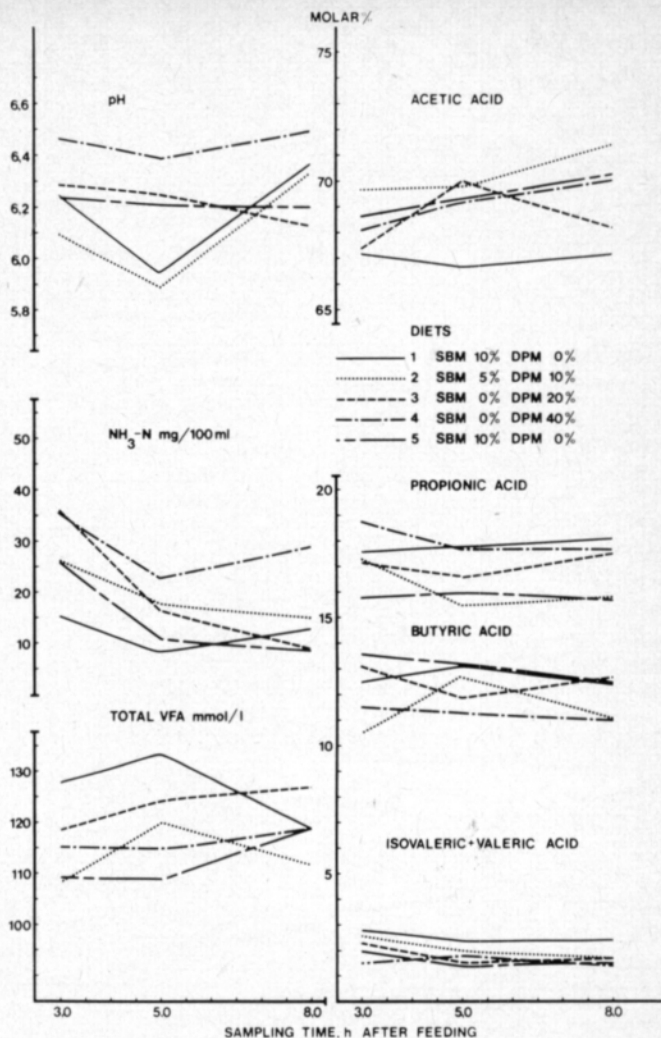 MOLAR %
75
pH
ACETIC ACID
6.6
6.4
70
6.2
6.0
5.8
65
DIETS
1 SBM 10% DPM 0%
2 SBM 5% DPM 10%
3 SBM 0% DPM 20%
4 SBM 0% DPM 40%
5 SBM 10% DPM 0%
NH3-N mg/100ml
50
40
30
20
10
20
PROPIONIC ACID
15
BUTYRIC ACID
TOTAL VFA mmol/l
130
120
110
100
10
ISOVALERIC+VALERIC ACID
5
3.0 5.0 8.0 3.0 5.0 8.0
SAMPLING TIME, h AFTER FEEDING